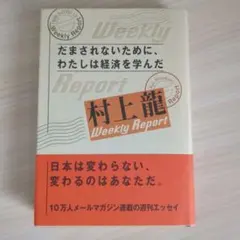 Weekly
だまされないために、
わたしは経済を学んだ
Report
村上龍
Weekly Report
日本は変わらない、
変わるのはあなただ。
10万人メールマガジン連載の週刊エッセイ